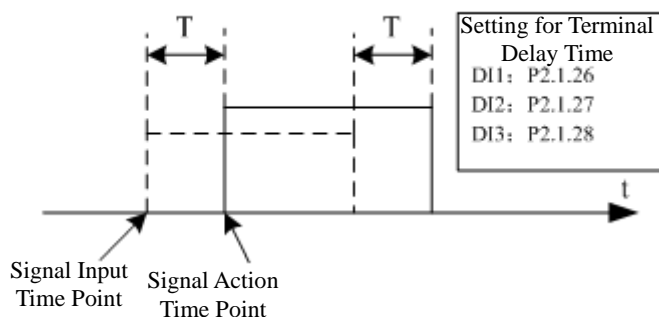 T
T
Setting for Terminal
Delay Time
DI1: P2.1.26
DI2: P2.1.27
DI3: P2.1.28
t
Signal Input
Time Point
Signal Action
Time Point